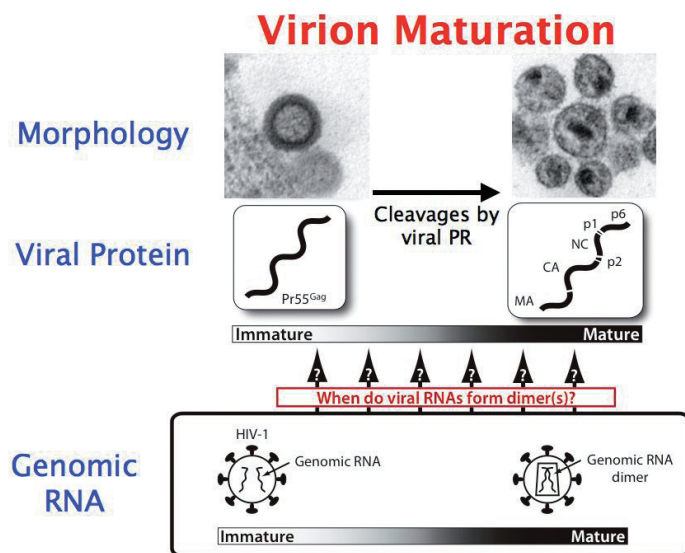 Virion Maturation
Morphology
Cleavages by
viral PR
Viral Protein
Pr55Gag
MA
CA
NC
p2
p1
p6
Immature
Mature
? ? ? ? ? ?
When do viral RNAs form dimer(s)?
Genomic
RNA
HIV-1
Genomic RNA
Genomic RNA
dimer
Immature
Mature